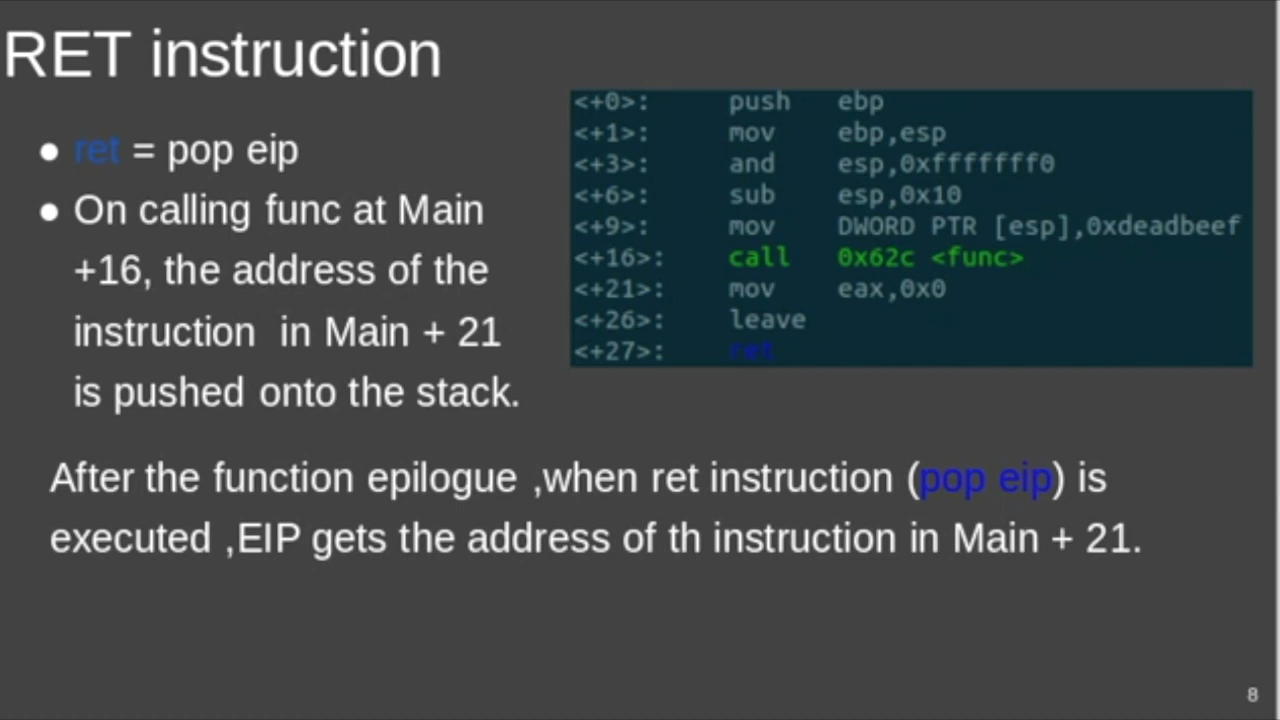 RET instruction
● ret = pop eip
● On calling func at Main
+16, the address of the
instruction in Main + 21
is pushed onto the stack.
<+0>: push ebp
<+1>: mov ebp,esp
<+3>: and esp,0xfffffff0
<+6>: sub esp,0x10
<+9>: mov DWORD PTR [esp],0xdeadbeef
<+16>: call 0x62c <func>
<+21>: mov eax,0x0
<+26>: leave
<+27>: ret
After the function epilogue ,when ret instruction (pop eip) is
executed ,EIP gets the address of th instruction in Main + 21.
8